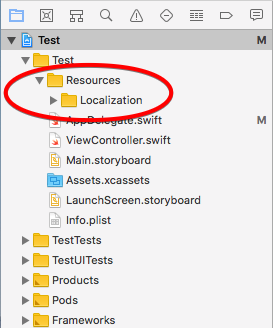 Test M
Test
Resources
Localization
AppDelegate.swift M
ViewController.swift
Main.storyboard
Assets.xcassets
LaunchScreen.storyboard
Info.plist
TestTests
TestUITests
Products
Pods
Frameworks